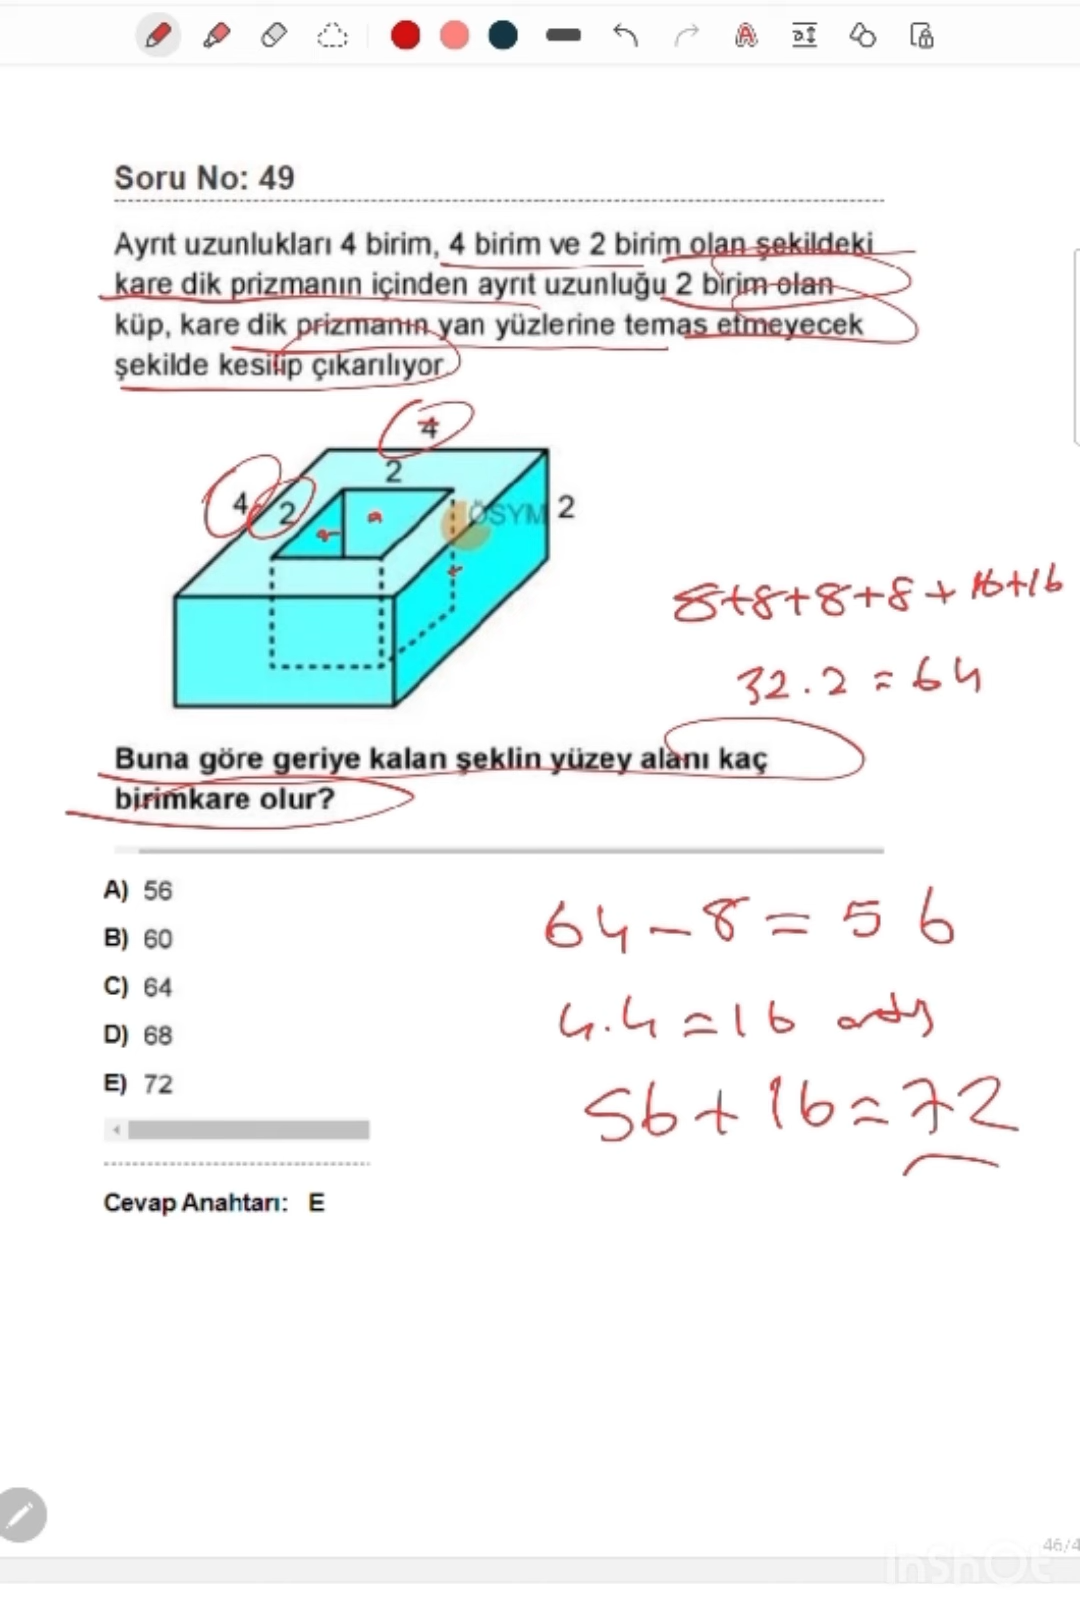 Soru No: 49
Ayrıt uzunlukları 4 birim, 4 birim ve 2 birim olan şekildeki
kare dik prizmanın içinden ayrıt uzunluğu 2 birim olan
küp, kare dik prizmanın yan yüzlerine temas etmeyecek
şekilde kesilip çıkarılıyor
4
2
4
2
ÖSYM
2
8+8+8+8+16+16
32.2=64
Buna göre geriye kalan şeklin yüzey alanı kaç
birimkare olur?
A) 56
B) 60
C) 64
D) 68
E) 72
64-8=56
4.4=16
56+16=72
Cevap Anahtarı: E
46/4
InShOt